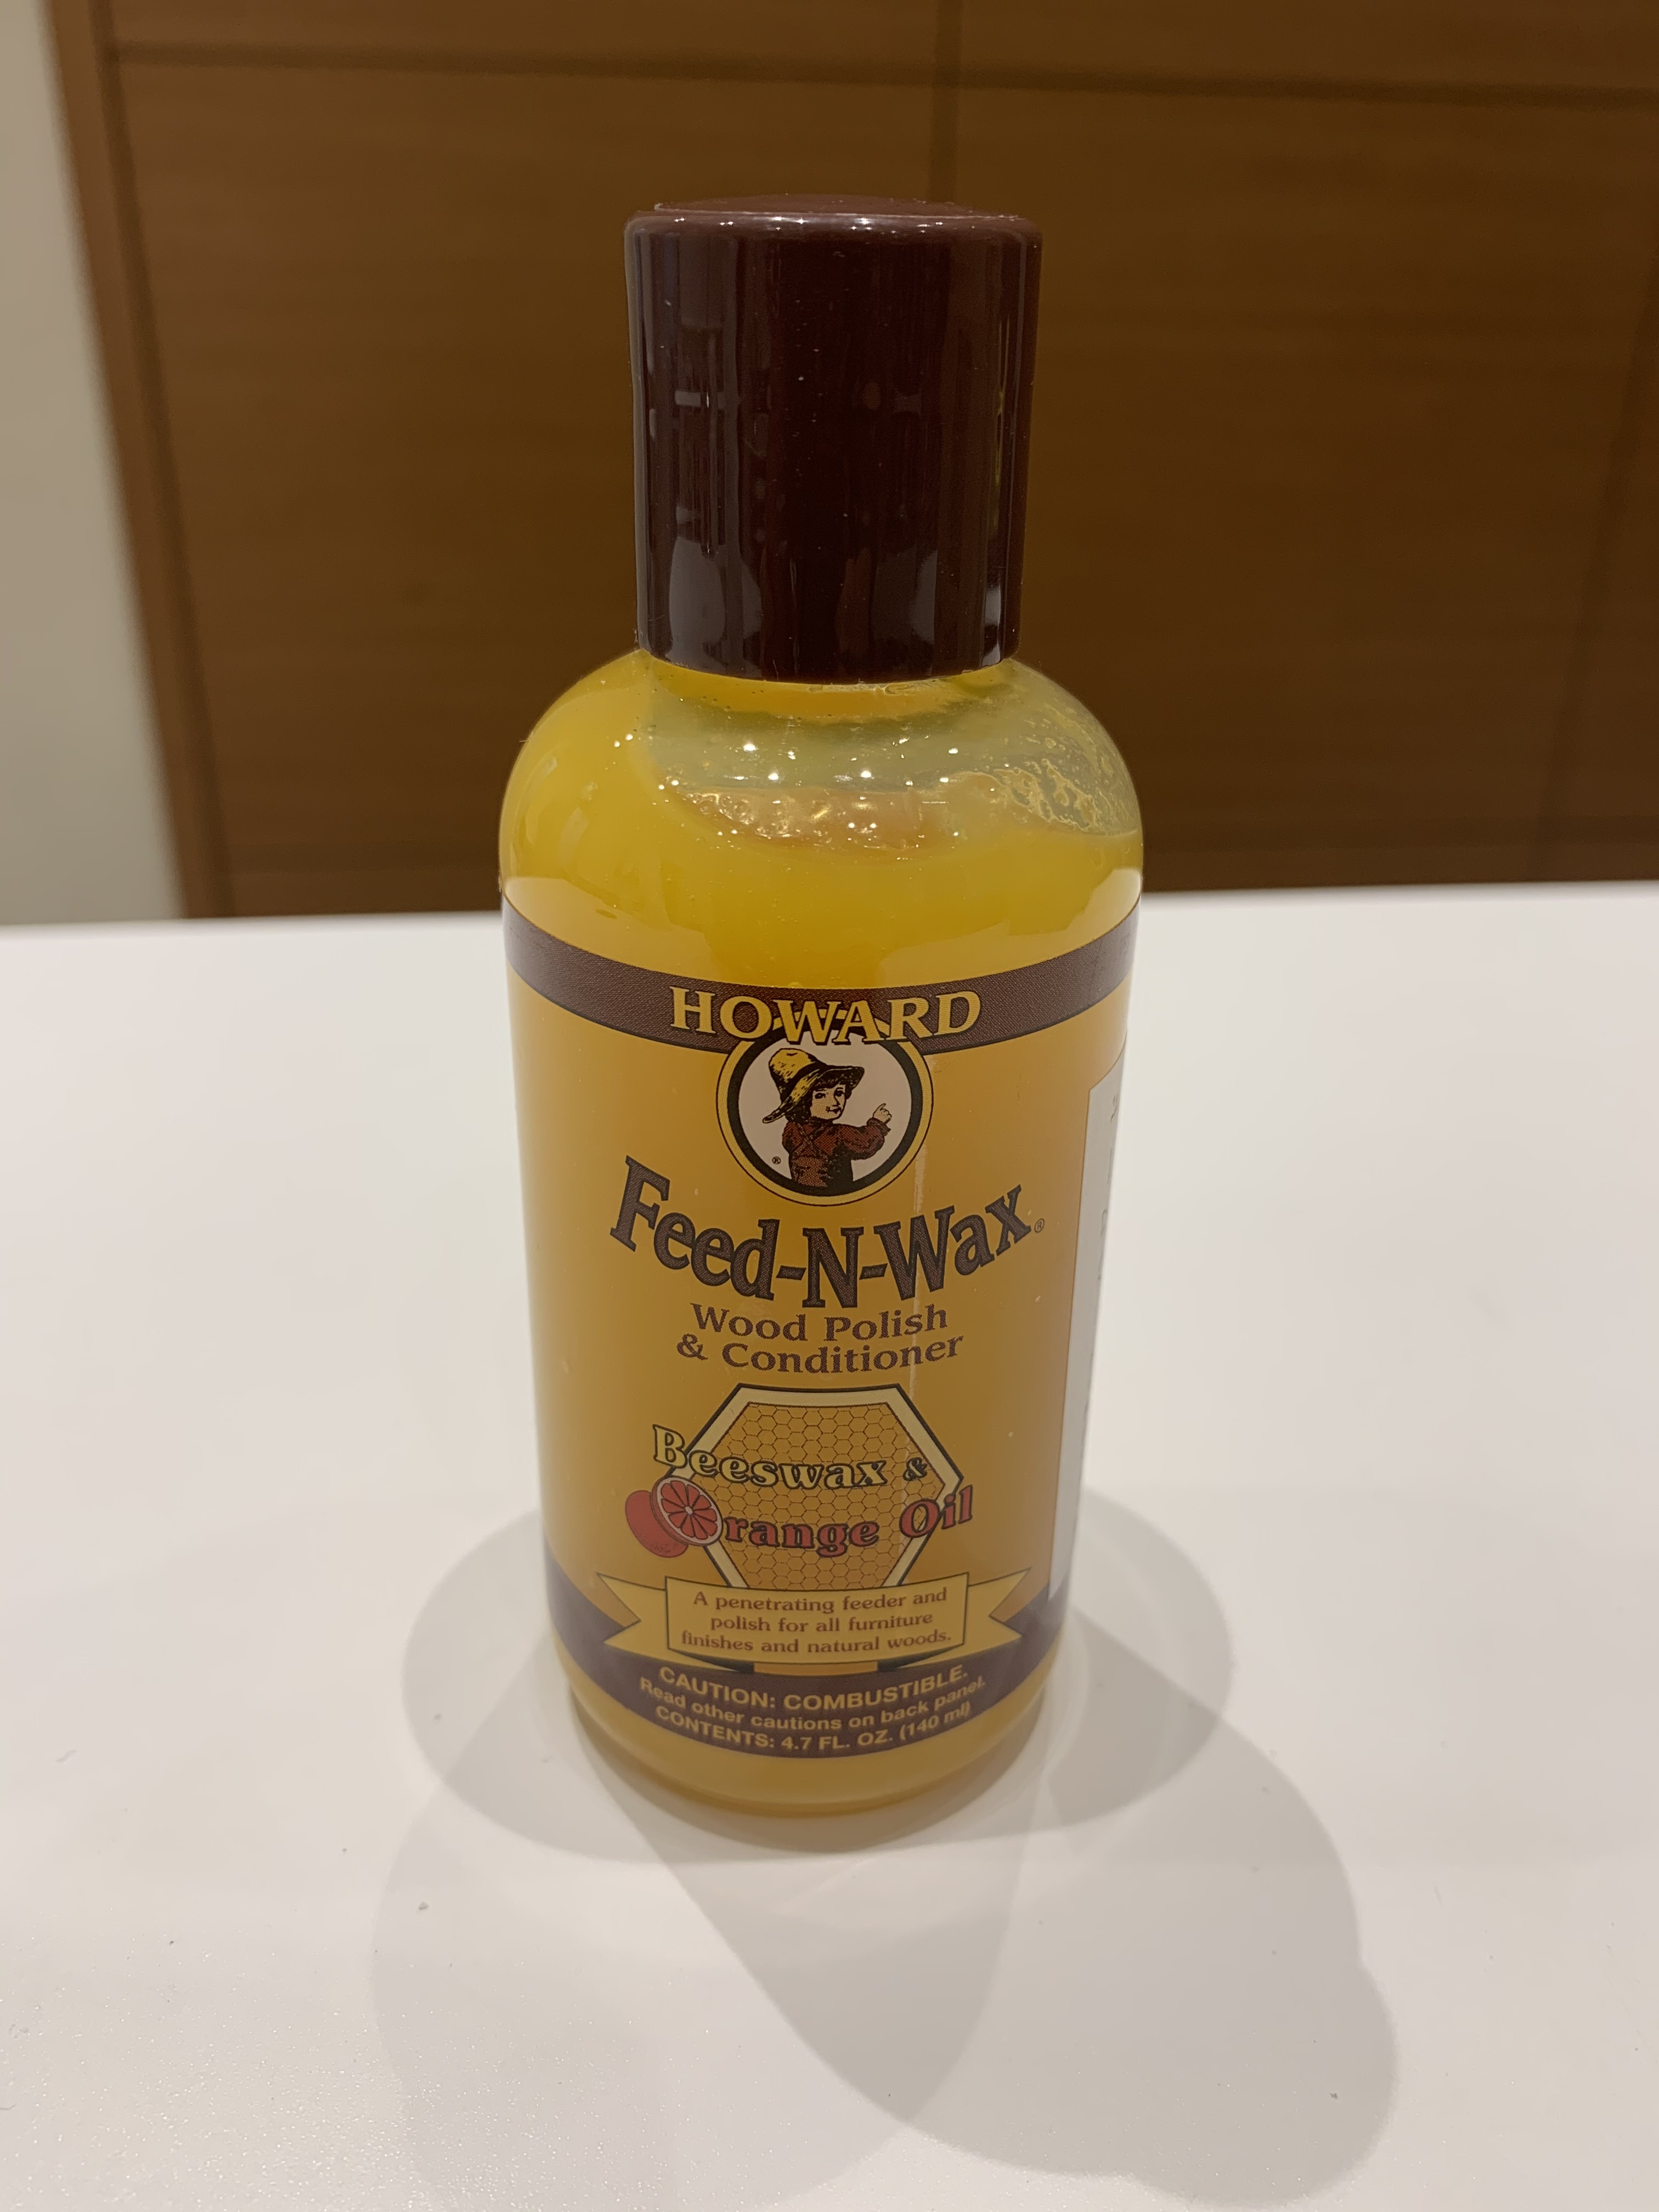 HOWARD
®
Feed-N-Wax®
Wood Polish
& Conditioner
Beeswax &
Orange Oil
A penetrating feeder and
polish for all furniture
finishes and natural woods.
CAUTION: COMBUSTIBLE.
Read other cautions on back panel.
CONTENTS: 4.7 FL. OZ. (140 ml)